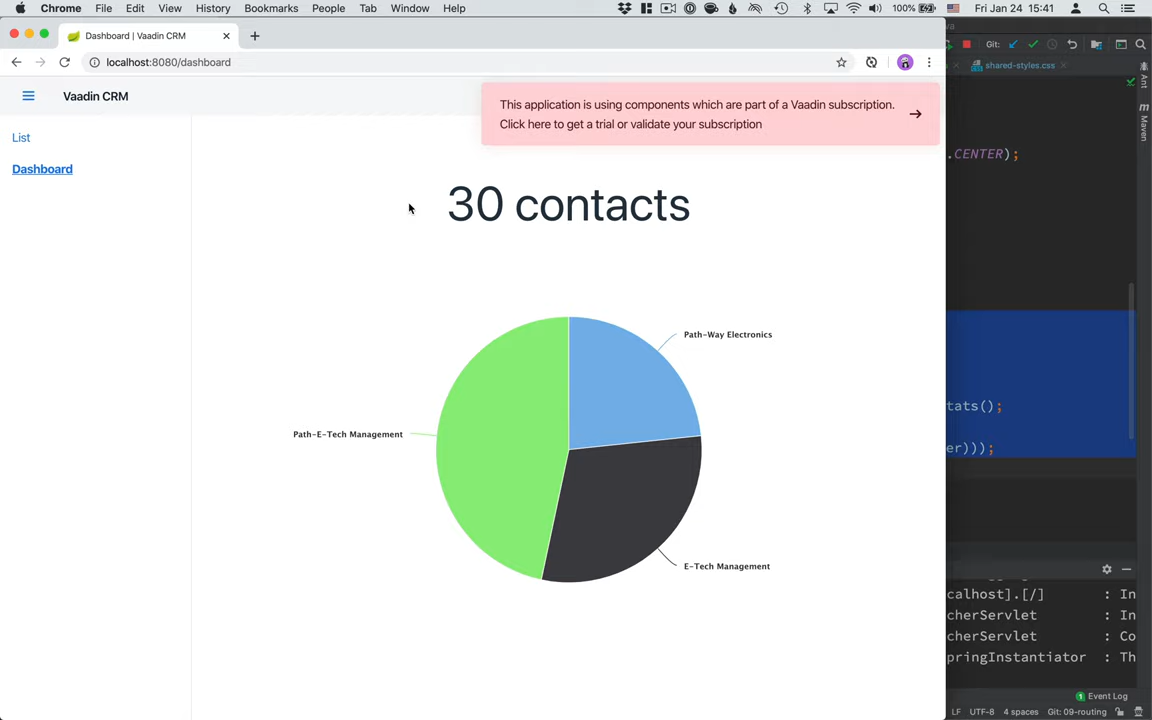 Chrome File Edit View History Bookmarks People Tab Window Help 100% Fri Jan 24 15:41
Dashboard | Vaadin CRM
Git:
localhost:8080/dashboard
shared-styles.css
Ant
Vaadin CRM
This application is using components which are part of a Vaadin subscription.
Click here to get a trial or validate your subscription
Maven
List
.CENTER);
Dashboard
30 contacts
Path-Way Electronics
tats();
Path-E-Tech Management
er)));
E-Tech Management
calhost].[/] : In
cherServlet : In
cherServlet : Co
pringInstantiator : Th
1 Event Log
LF UTF-8 4 spaces Git: 09-routing